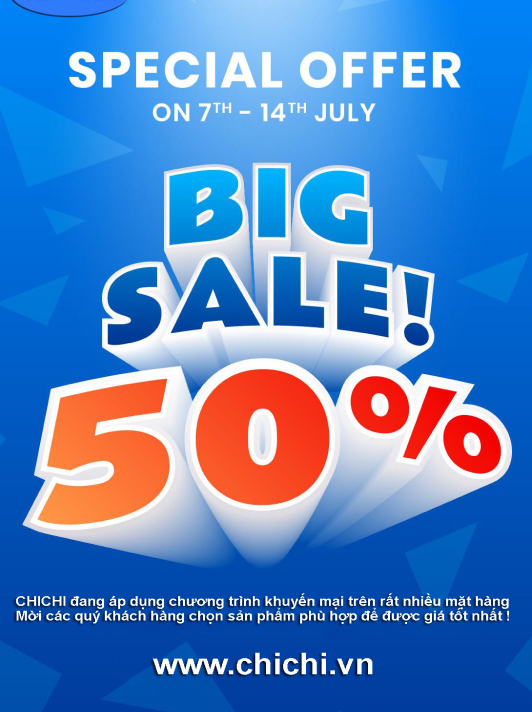 SPECIAL OFFER
ON 7TH - 14TH JULY
BIG
SALE!
50%
CHICHI đang áp dụng chương trình khuyến mại trên rất nhiều mặt hàng
Mời các quý khách hàng chọn sản phẩm phù hợp để được giá tốt nhất !
www.chichi.vn